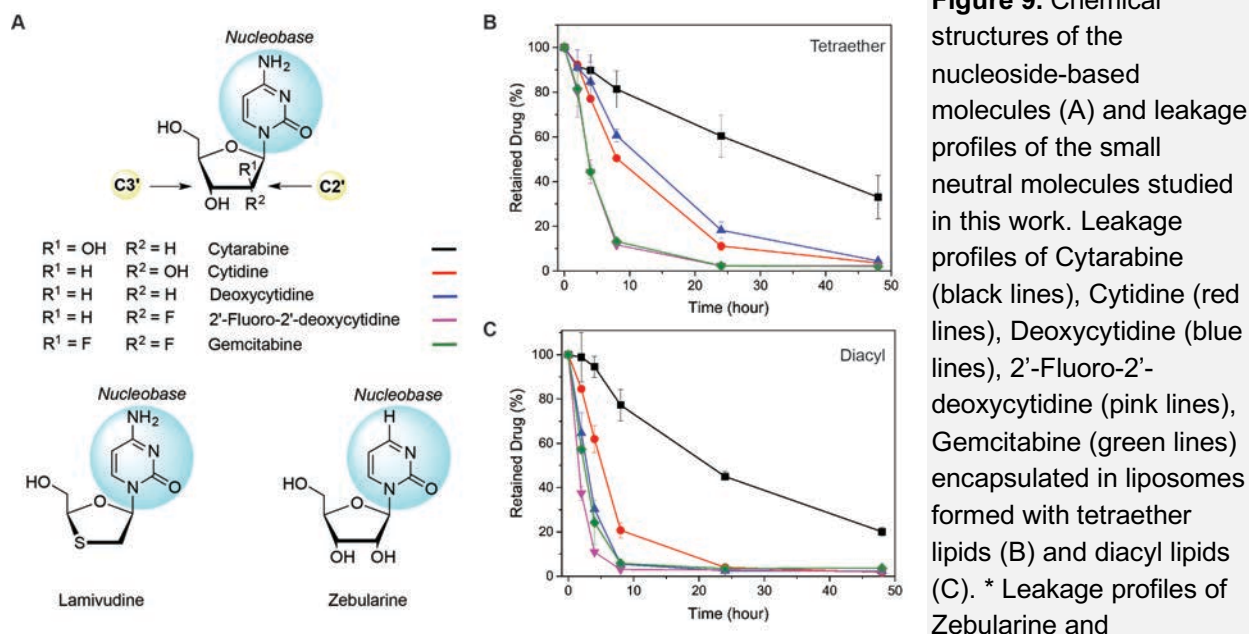 A
Nucleobase
NH₂
N
N
O
HO
O
R¹
C3'
C2'
OH
R²
R¹ = OH R² = H Cytarabine
R¹ = H R² = OH Cytidine
R¹ = H R² = H Deoxycytidine
R¹ = H R² = F 2'-Fluoro-2'-deoxycytidine
R¹ = F R² = F Gemcitabine
Nucleobase
NH₂
N
N
O
HO
O
S
Lamivudine
Nucleobase
H
N
N
O
HO
O
OH OH
Zebularine
B
Tetraether
Retained Drug (%)
100
80
60
40
20
0
0 10 20 30 40 50
Time (hour)
C
Diacyl
Retained Drug (%)
100
80
60
40
20
0
0 10 20 30 40 50
Time (hour)
Figure 9. Chemical
structures of the
nucleoside-based
molecules (A) and leakage
profiles of the small
neutral molecules studied
in this work. Leakage
profiles of Cytarabine
(black lines), Cytidine (red
lines), Deoxycytidine (blue
lines), 2'-Fluoro-2'-
deoxycytidine (pink lines),
Gemcitabine (green lines)
encapsulated in liposomes
formed with tetraether
lipids (B) and diacyl lipids
(C). * Leakage profiles of
Zebularine and